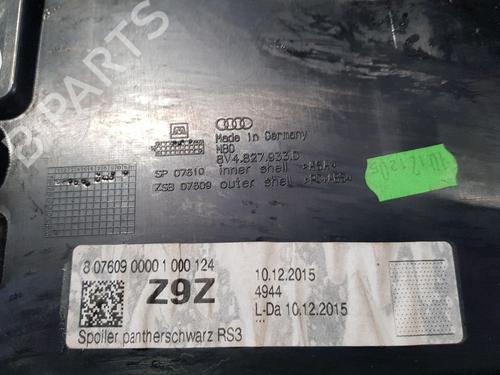 B-PARTS
Made in Germany
WBO
8V4.827.933.D
SP 07610 inner shell
ZSB 07609 outer shell
8 07609 0000 1 000 124
Z9Z
10.12.2015
4944
L-Da 10.12.2015
Spoiler pantherschwarz RS3